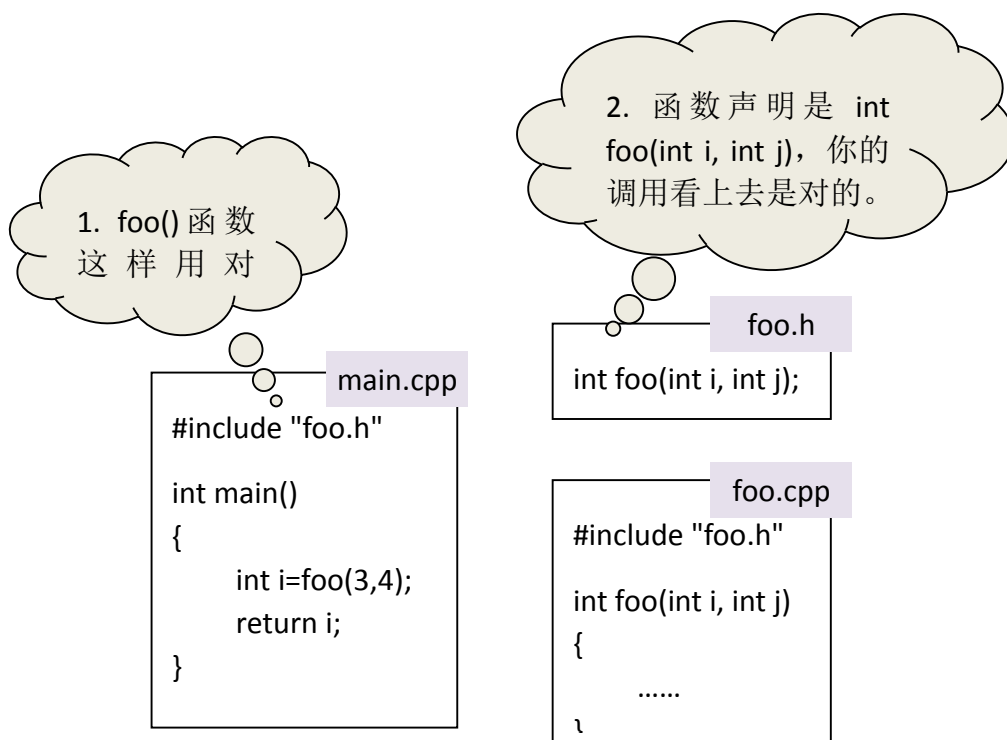 1. foo()函数
这样用对
2. 函数声明是 int
foo(int i, int j)，你的
调用看上去是对的。
main.cpp
#include "foo.h"
int main()
{
int i=foo(3,4);
return i;
}
foo.h
int foo(int i, int j);
foo.cpp
#include "foo.h"
int foo(int i, int j)
{
……
}